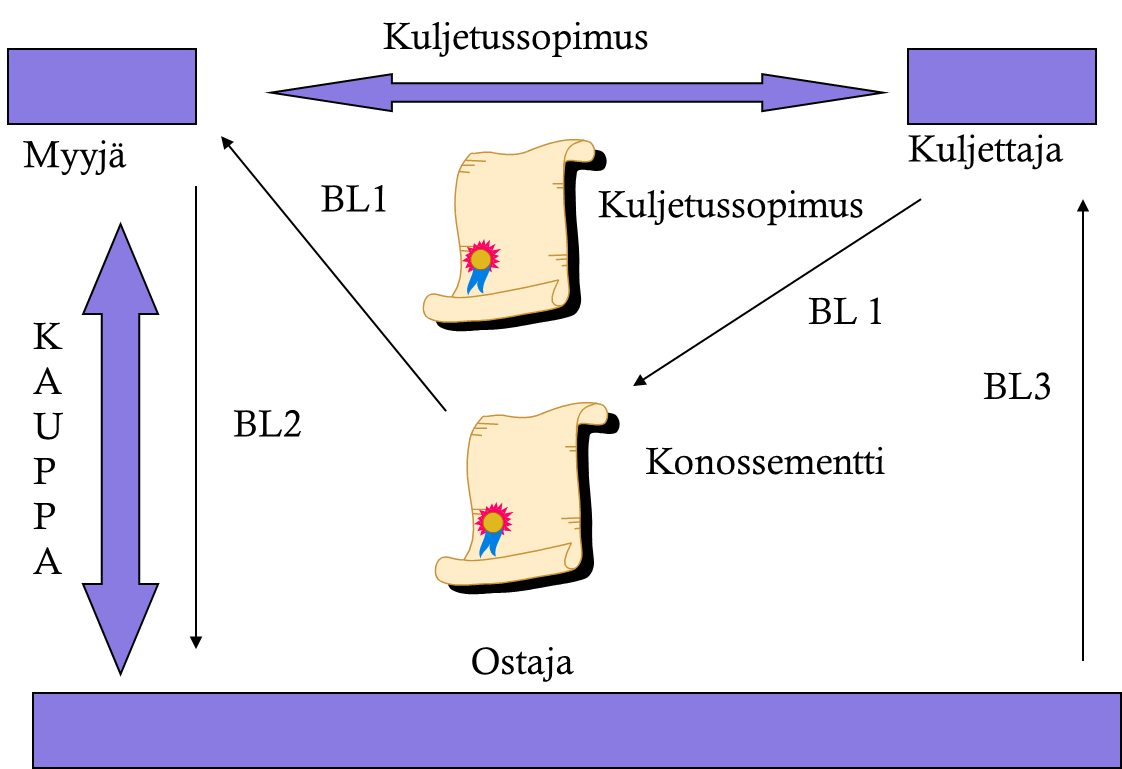 Kuljetussopimus
Myyjä
Kuljettaja
BL1
Kuljetussopimus
BL 1
K
A
U
P
P
A
BL2
BL3
Konossementti
Ostaja